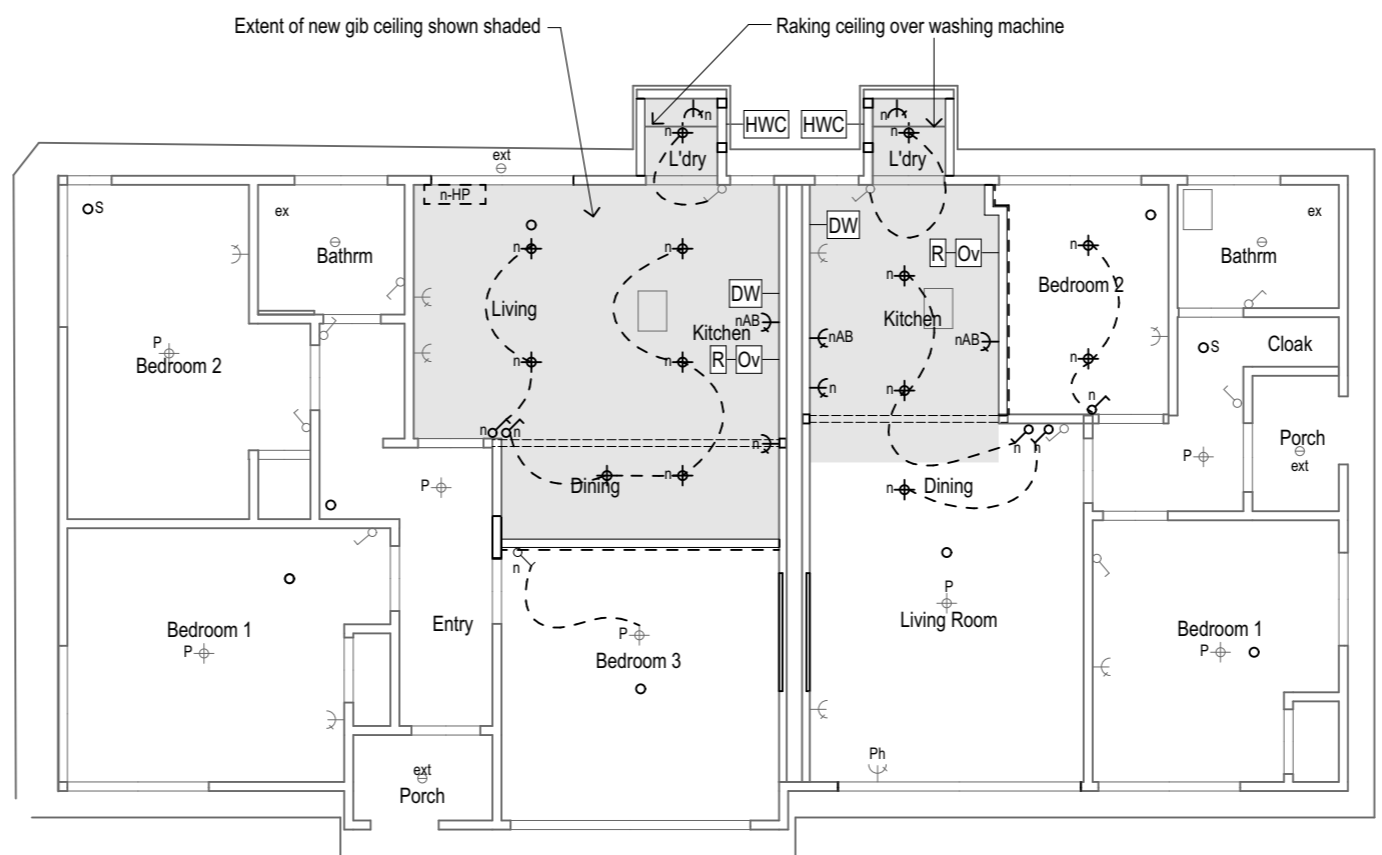 Extent of new gib ceiling shown shaded
Raking ceiling over washing machine
n
n
HWC
HWC
n
n
L'dry
L'dry
ext
n-HP
S
ex
ex
Bathrm
Bathrm
n
n
n
DW
DW
R
Ov
n
Bedroom 2
Living
Kitchen
nAB
Kitchen
nAB
nAB
P
Bedroom 2
n
n
R
Ov
n
S
Cloak
n
n
n
n
n
n
n
n
n
Porch
ext
P
P
n
Dining
n
n
Dining
n
P
Living Room
Entry
Bedroom 1
P
P
Bedroom 3
Bedroom 1
P
Ph
ext
Porch